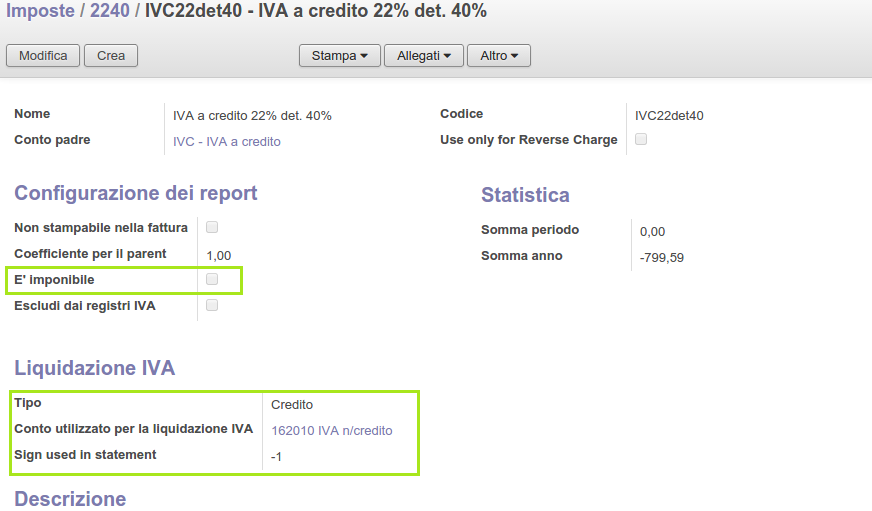 Imposte / 2240 / IVC22det40 - IVA a credito 22% det. 40%
Modifica Crea Stampa Allegati Altro
Nome IVA a credito 22% det. 40% Codice IVC22det40
Conto padre IVC - IVA a credito Use only for Reverse Charge
Configurazione dei report Statistica
Non stampabile nella fattura Somma periodo 0,00
Coefficiente per il parent 1,00 Somma anno -799,59
E' imponibile
Escludi dai registri IVA
Liquidazione IVA
Tipo Credito
Conto utilizzato per la liquidazione IVA 162010 IVA n/credito
Sign used in statement -1
Descrizione